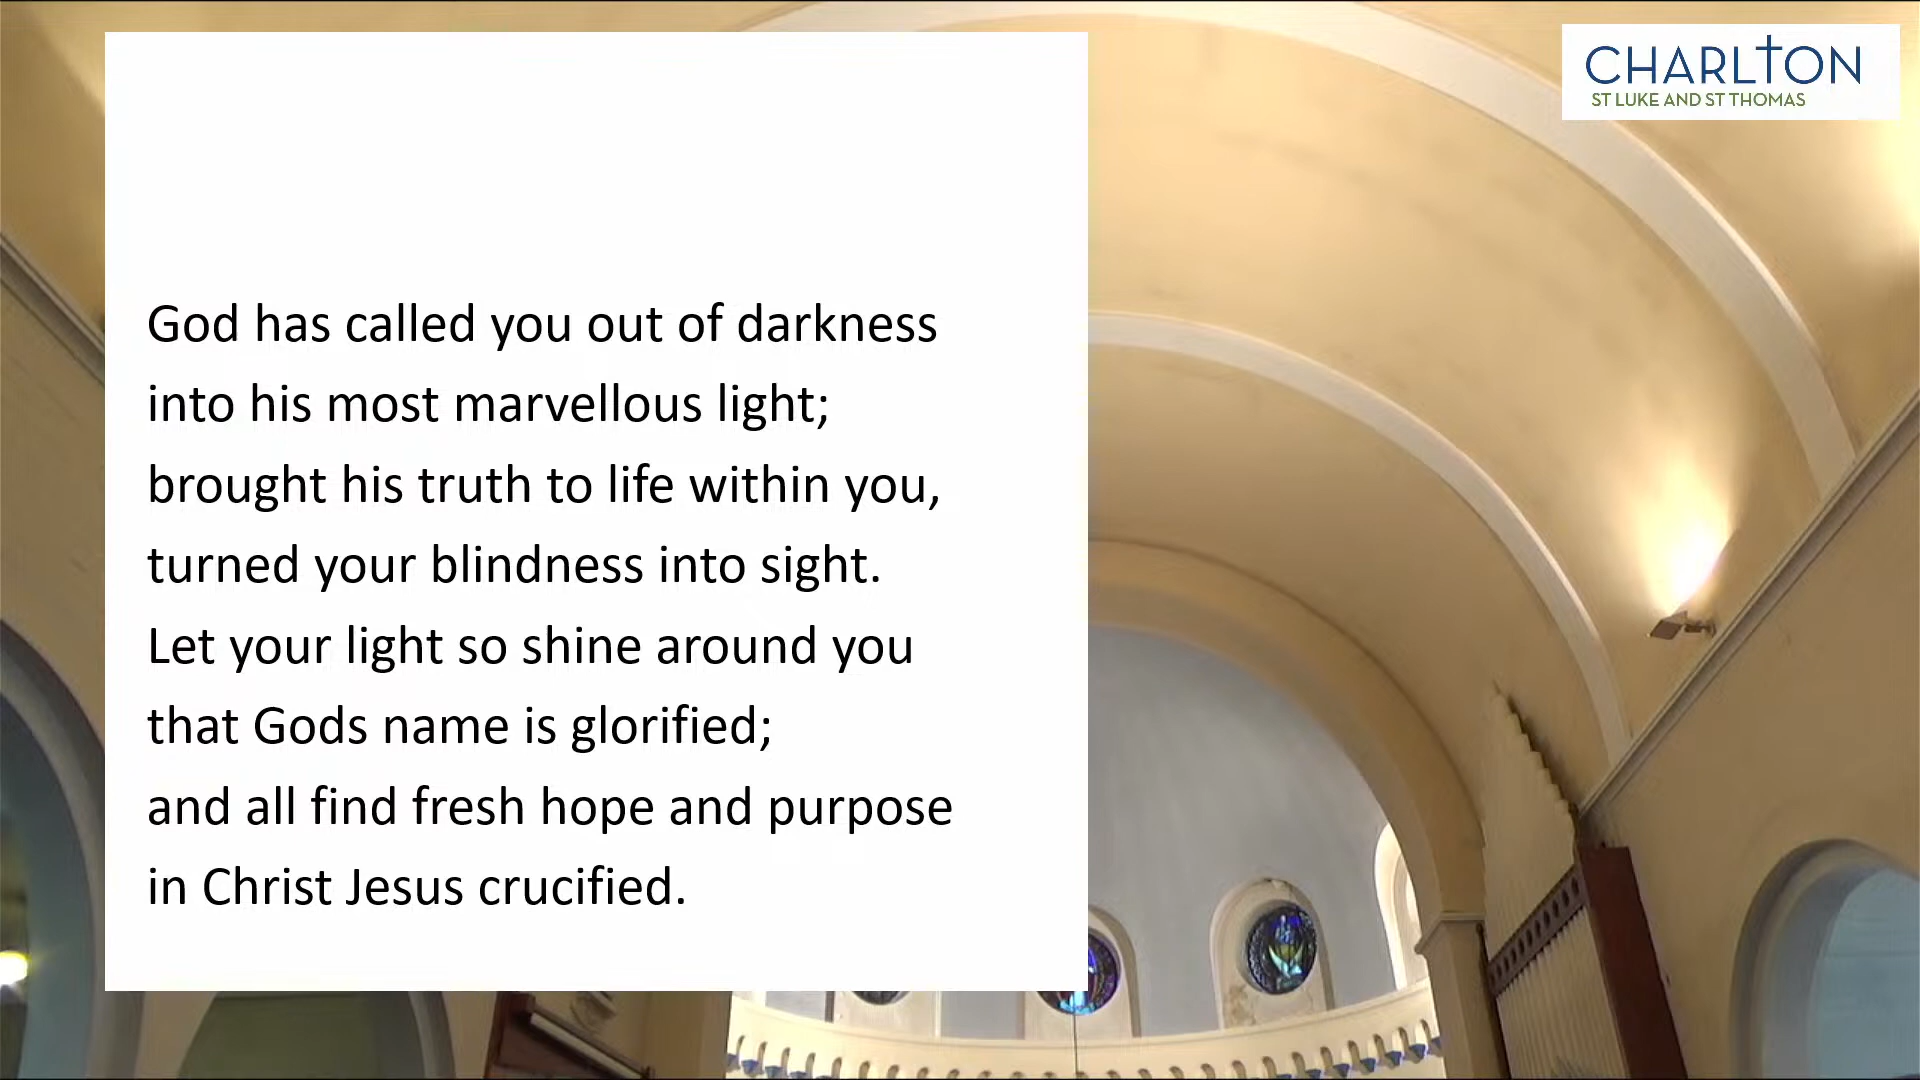 CHARLTON
ST LUKE AND ST THOMAS
God has called you out of darkness
into his most marvellous light;
brought his truth to life within you,
turned your blindness into sight.
Let your light so shine around you
that Gods name is glorified;
and all find fresh hope and purpose
in Christ Jesus crucified.